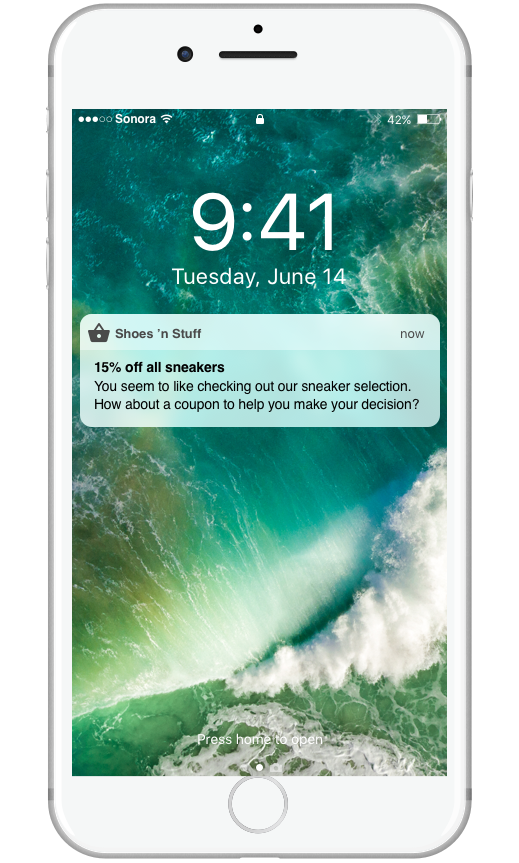 Sonora 42%
9:41
Tuesday, June 14
Shoes 'n Stuff now
15% off all sneakers
You seem to like checking out our sneaker selection.
How about a coupon to help you make your decision?
Press home to open